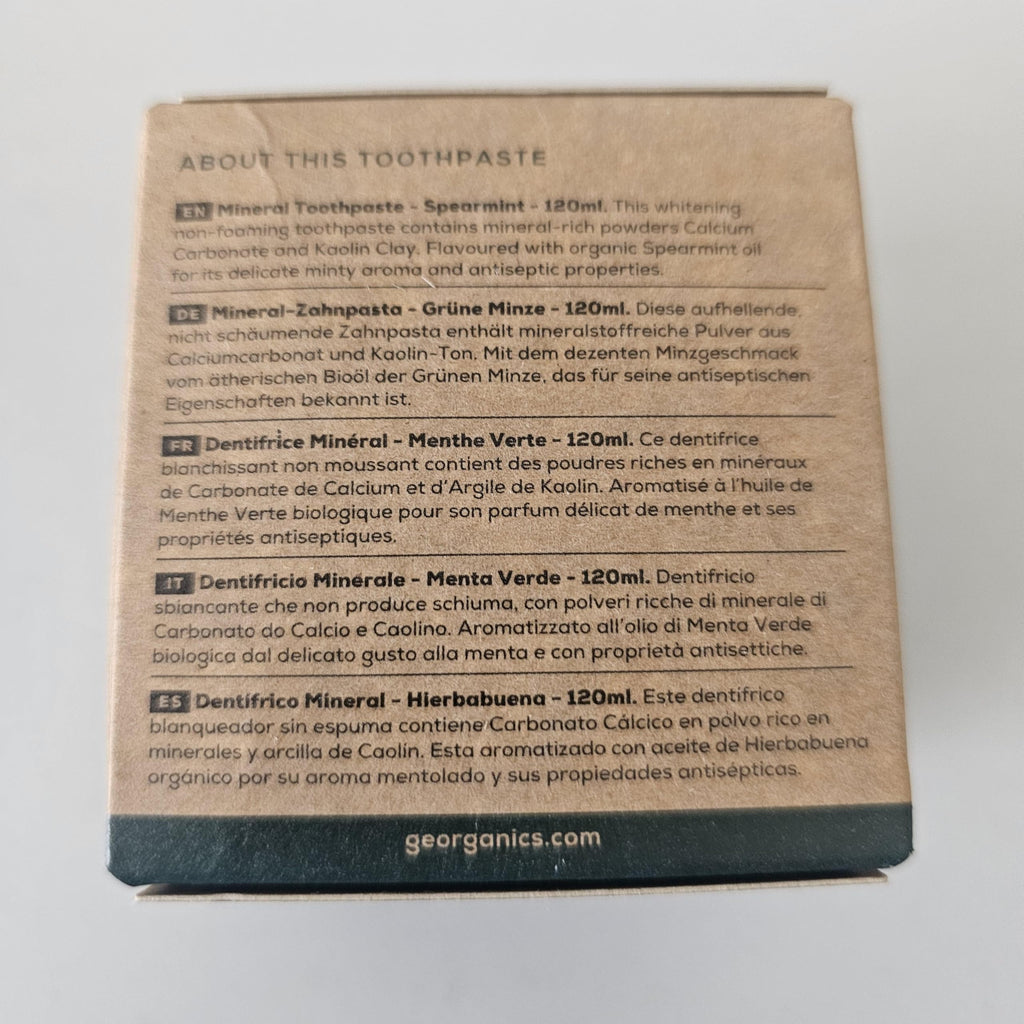 ABOUT THIS TOOTHPASTE
EN Mineral Toothpaste - Spearmint - 120ml. This whitening
non-foaming toothpaste contains mineral-rich powders Calcium
Carbonate and Kaolin Clay. Flavoured with organic Spearmint oil
for its delicate minty aroma and antiseptic properties.
DE Mineral-Zahnpasta - Grüne Minze - 120ml. Diese aufhellende,
nicht schäumende Zahnpasta enthält mineralstoffreiche Pulver aus
Calciumcarbonat und Kaolin-Ton. Mit dem dezenten Minzgeschmack
vom ätherischen Bioöl der Grünen Minze, das für seine antiseptischen
Eigenschaften bekannt ist.
FR Dentifrice Minéral - Menthe Verte - 120ml. Ce dentifrice
blanchissant non moussant contient des poudres riches en minéraux
de Carbonate de Calcium et d'Argile de Kaolin. Aromatisé à l'huile de
Menthe Verte biologique pour son parfum délicat de menthe et ses
propriétés antiseptiques.
IT Dentifricio Minerale - Menta Verde - 120ml. Dentifricio
sbiancante che non produce schiuma, con polveri ricche di minerale di
Carbonato do Calcio e Caolino. Aromatizzato all'olio di Menta Verde
biologica dal delicato gusto alla menta e con proprietà antisettiche.
ES Dentífrico Mineral - Hierbabuena - 120ml. Este dentífrico
blanqueador sin espuma contiene Carbonato Cálcico en polvo rico en
minerales y arcilla de Caolín. Esta aromatizado con aceite de Hierbabuena
orgánico por su aroma mentolado y sus propiedades antisépticas.
georganics.com